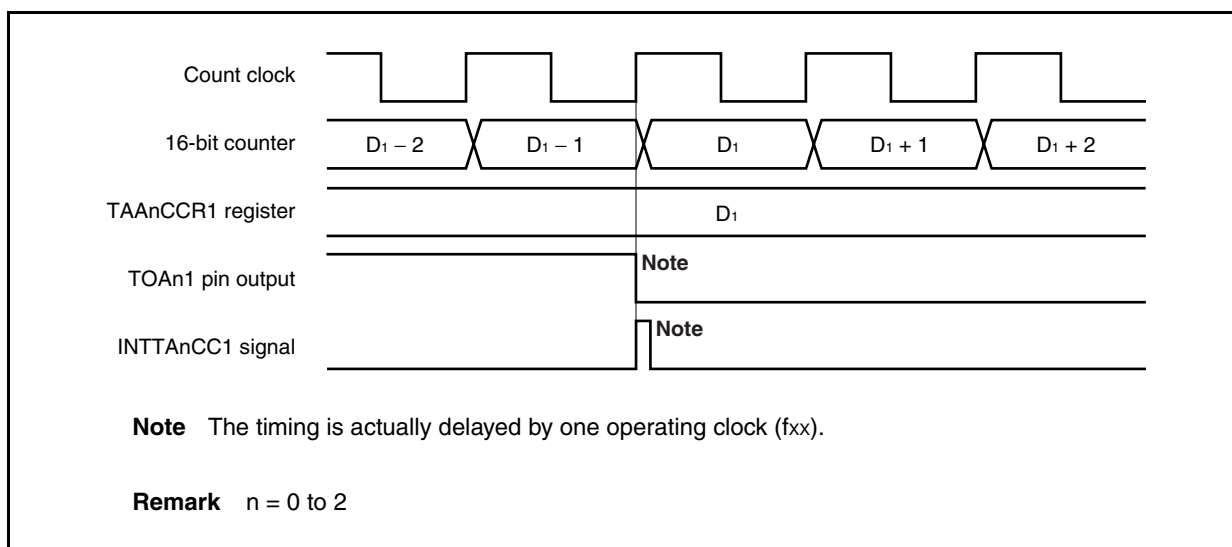 Count clock
16-bit counter
D1 − 2
D1 − 1
D1
D1 + 1
D1 + 2
TAAnCCR1 register
D1
TOAn1 pin output
Note
INTTAnCC1 signal
Note
Note The timing is actually delayed by one operating clock (fxx).
Remark n = 0 to 2